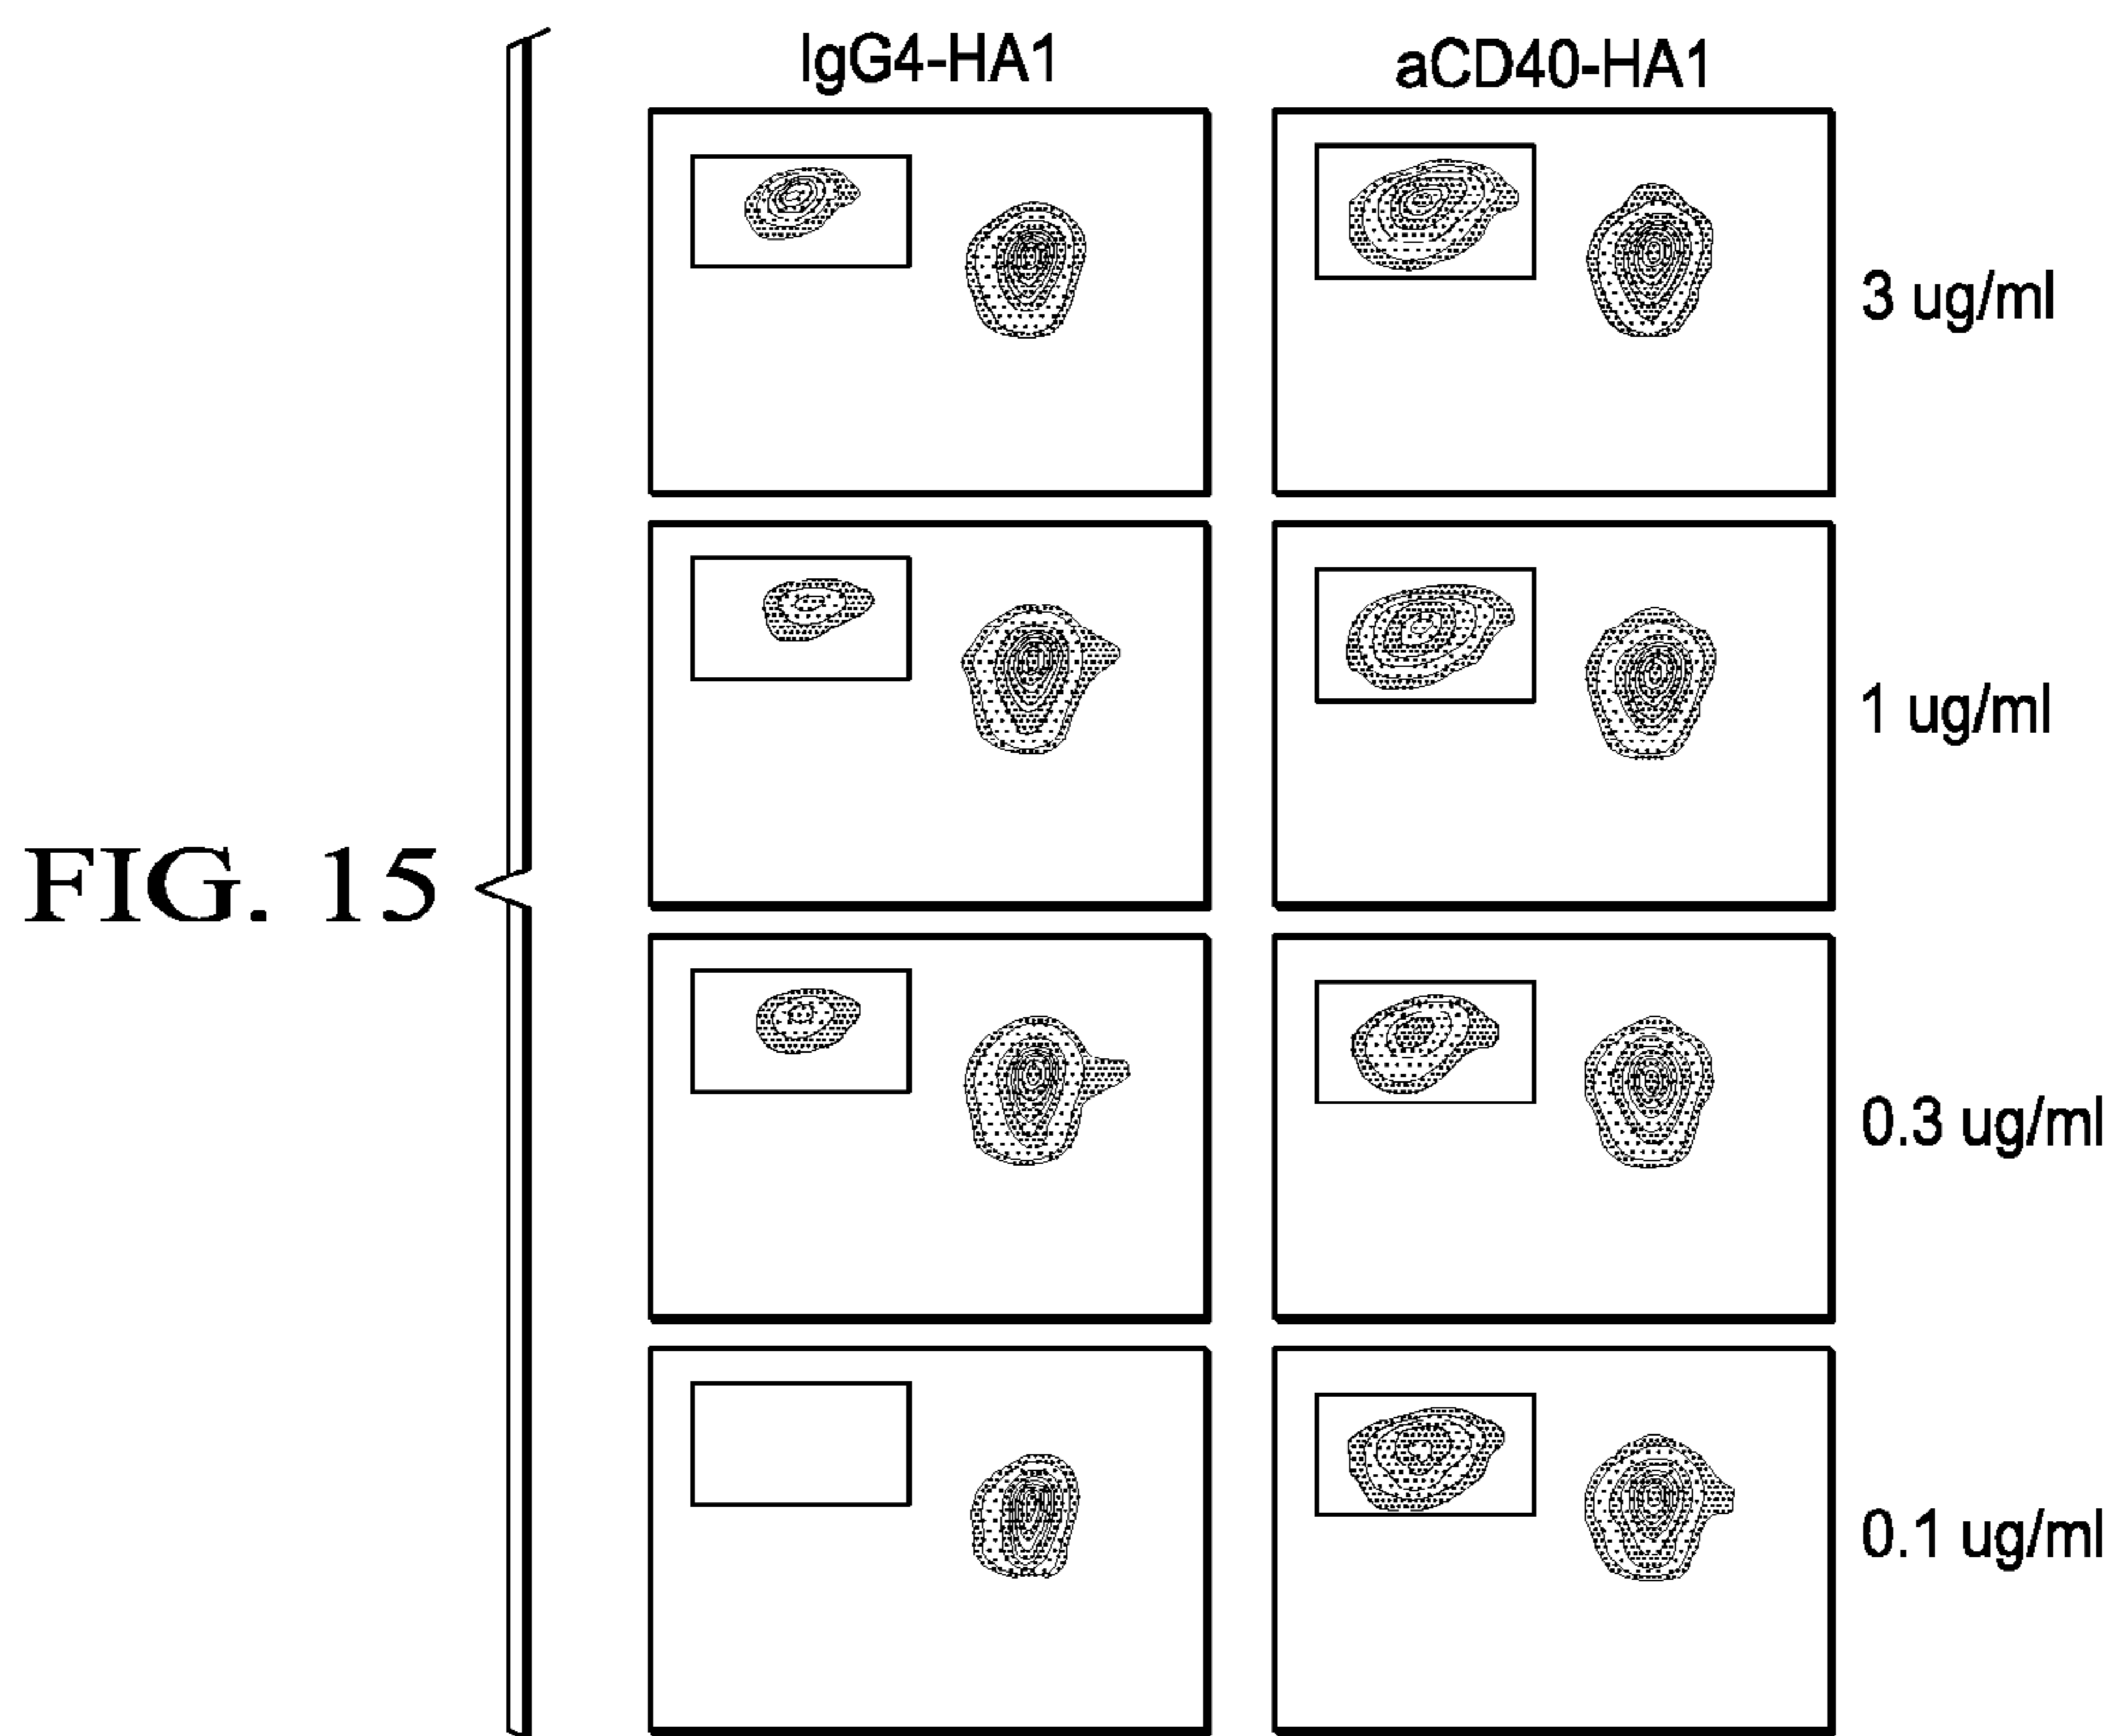 IgG4-HA1 aCD40-HA1
3 ug/ml
1 ug/ml
FIG. 15
0.3 ug/ml
0.1 ug/ml